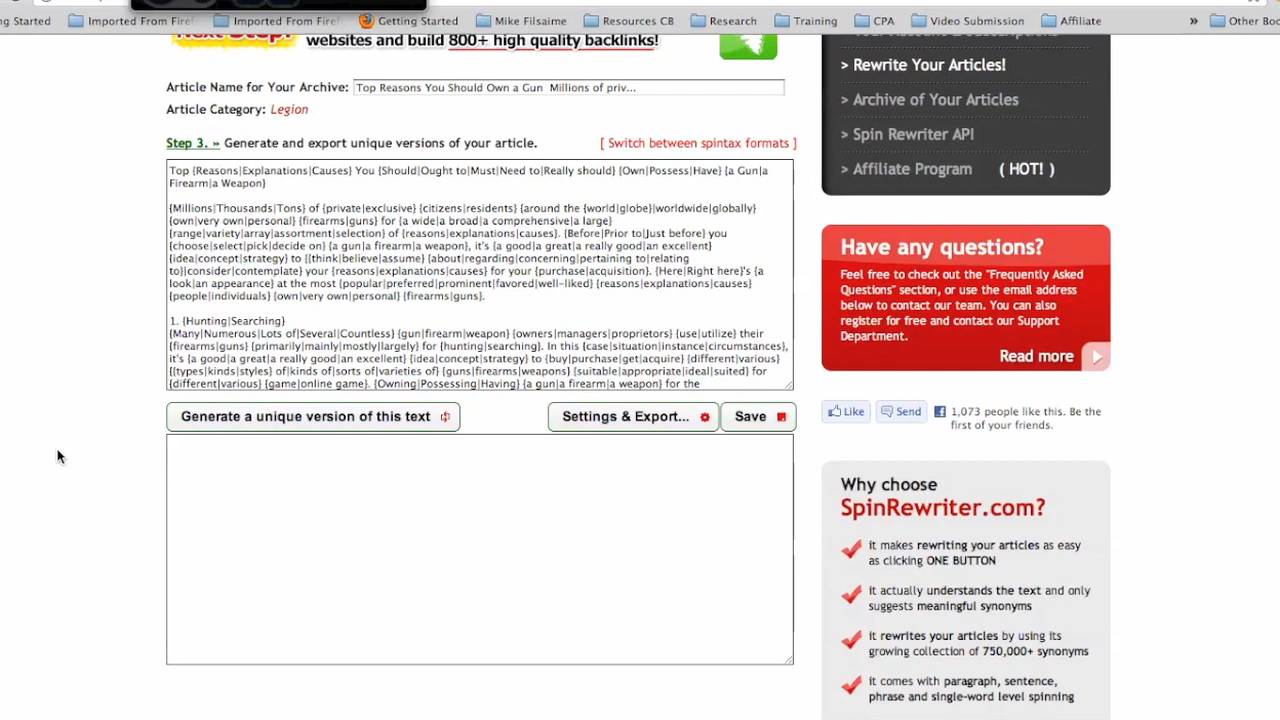 ng Started
Imported From Firef
Imported From Firef
Getting Started
Mike Filsaime
Resources CB
Research
Training
CPA
Video Submission
Affiliate
»
Other Boo
Next Step!
websites and build 800+ high quality backlinks!
Article Name for Your Archive: Top Reasons You Should Own a Gun  Millions of priv...
Article Category: Legion
Step 3. » Generate and export unique versions of your article.
[ Switch between spintax formats ]
Top {Reasons|Explanations|Causes} You {Should|Ought to|Must|Need to|Really should} {Own|Possess|Have} {a Gun|a
Firearm|a Weapon}
{Millions|Thousands|Tons} of {private|exclusive} {citizens|residents} {around the {world|globe}|worldwide|globally}
{own|very own|personal} {firearms|guns} for {a wide|a broad|a comprehensive|a large}
{range|variety|array|assortment|selection} of {reasons|explanations|causes}. {Before|Prior to|Just before} you
{choose|select|pick|decide on} {a gun|a firearm|a weapon}, it's {a good|a great|a really good|an excellent}
{idea|concept|strategy} to {{think|believe|assume} {about|regarding|concerning|pertaining to|relating
to}|consider|contemplate} your {reasons|explanations|causes} for your {purchase|acquisition}. {Here|Right here}'s {a
look|an appearance} at the most {popular|preferred|prominent|favored|well-liked} {reasons|explanations|causes}
{people|individuals} {own|very own|personal} {firearms|guns}.
1. {Hunting|Searching}
{Many|Numerous|Lots of|Several|Countless} {gun|firearm|weapon} {owners|managers|proprietors} {use|utilize} their
{firearms|guns} {primarily|mainly|mostly|largely} for {hunting|searching}. In this {case|situation|instance|circumstances},
it's {a good|a great|a really good|an excellent} {idea|concept|strategy} to {buy|purchase|get|acquire} {different|various}
{{types|kinds|styles} of|kinds of|sorts of|varieties of} {guns|firearms|weapons} {suitable|appropriate|ideal|suited} for
{different|various} {game|online game}. {Owning|Possessing|Having} {a gun|a firearm|a weapon} for the
Generate a unique version of this text
Settings & Export...
Save
Your Account & Subscriptions
> Rewrite Your Articles!
> Archive of Your Articles
> Spin Rewriter API
> Affiliate Program ( HOT! )
Have any questions?
Feel free to check out the "Frequently Asked
Questions" section, or use the email address
below to contact our team. You can also
register for free and contact our Support
Department.
Read more
Like
Send
1,073 people like this. Be the
first of your friends.
Why choose
SpinRewriter.com?
it makes rewriting your articles as easy
as clicking ONE BUTTON
it actually understands the text and only
suggests meaningful synonyms
it rewrites your articles by using its
growing collection of 750,000+ synonyms
it comes with paragraph, sentence,
phrase and single-word level spinning